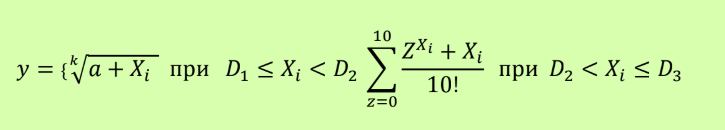 y = {ᵏ√(a + Xᵢ) при D₁ ≤ Xᵢ < D₂ ∑_{z=0}^{10} (Z^{Xᵢ} + Xᵢ)/10! при D₂ < Xᵢ ≤ D₃